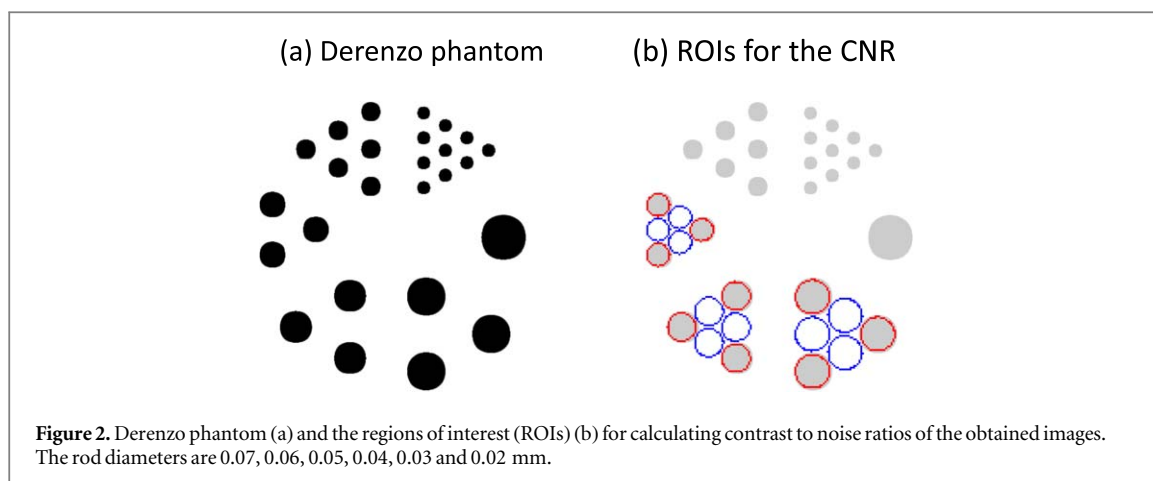 (a) Derenzo phantom
(b) ROIs for the CNR
Figure 2. Derenzo phantom (a) and the regions of interest (ROIs) (b) for calculating contrast to noise ratios of the obtained images.
The rod diameters are 0.07, 0.06, 0.05, 0.04, 0.03 and 0.02 mm.